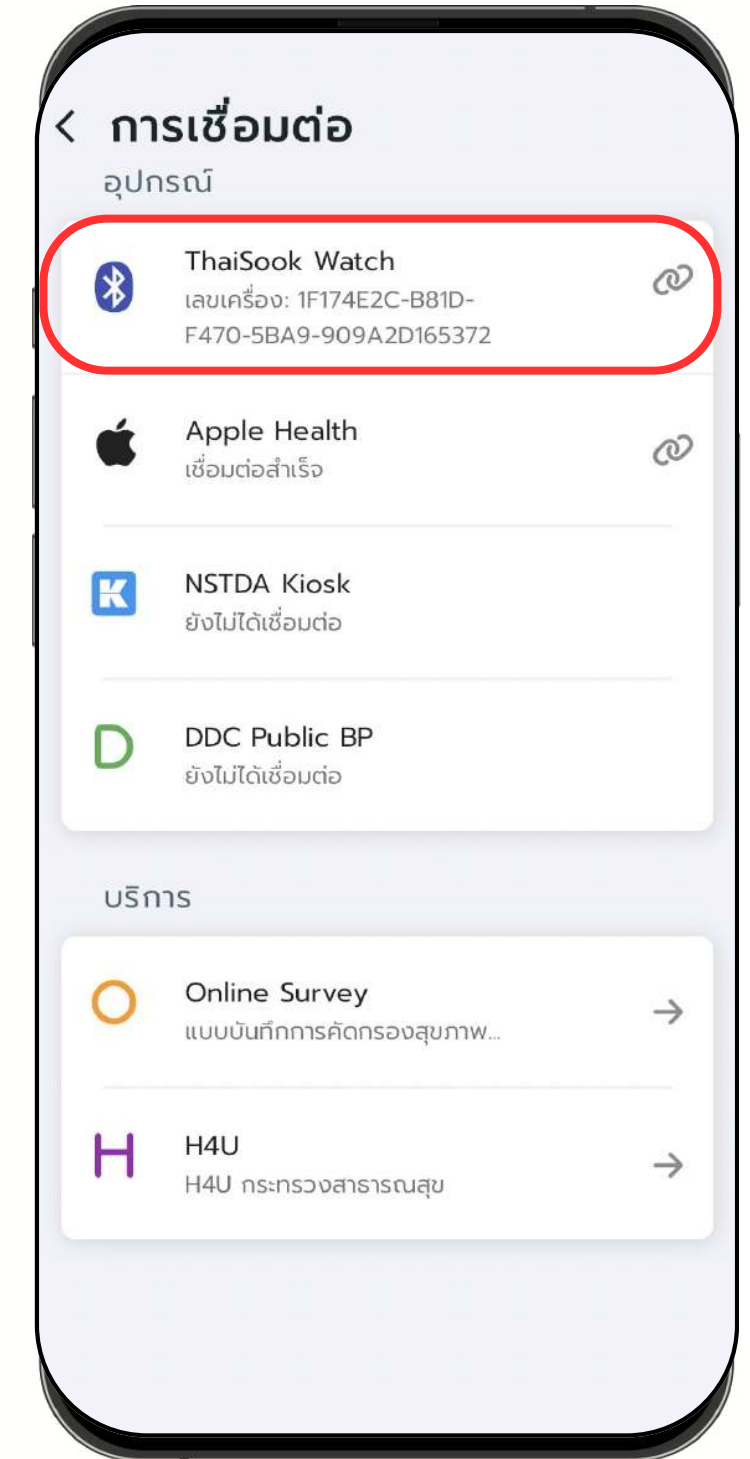 การเชื่อมต่อ
อุปกรณ์
ThaiSook Watch
เลขเครื่อง: 1F174E2C-B81D-
F470-5BA9-909A2D165372
Apple Health
เชื่อมต่อสำเร็จ
K
NSTDA Kiosk
ยังไม่ได้เชื่อมต่อ
D
DDC Public BP
ยังไม่ได้เชื่อมต่อ
บริการ
O
Online Survey
แบบบันทึกการคัดกรองสุขภาพ...
H
H4U
H4U กระทรวงสาธารณสุข